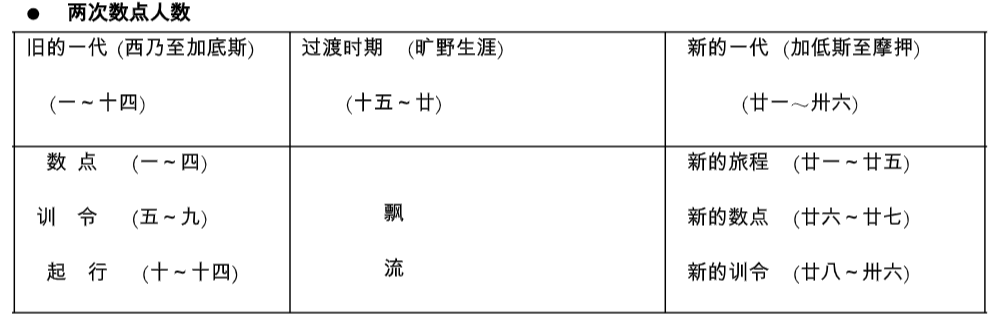 ● 两次数点人数
旧的一代 (西乃至加底斯) 过渡时期 (旷野生涯) 新的一代 (加低斯至摩押)
(一~十四) (十五~廿) (廿一～卅六)
数 点 (一~四) 新的旅程 (廿一~廿五)
训 令 (五~九) 飘 新的数点 (廿六~廿七)
起 行 (十~十四) 流 新的训令 (廿八~卅六)